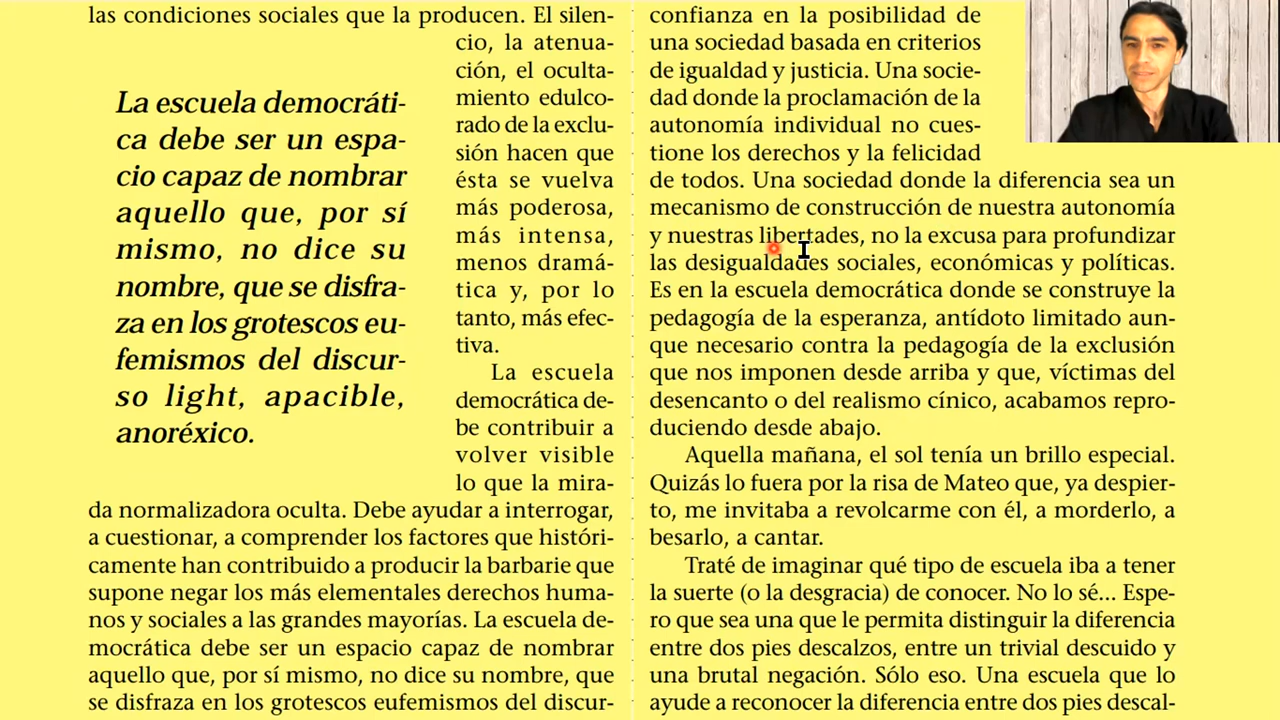 las condiciones sociales que la producen. El silen-
cio, la atenua-
ción, el oculta-
miento edulco-
rado de la exclu-
sión hacen que
ésta se vuelva
más poderosa,
más intensa,
menos dramá-
tica y, por lo
tanto, más efec-
tiva.
La escuela
democrática de-
be contribuir a
volver visible
lo que la mira-
da normalizadora oculta. Debe ayudar a interrogar,
a cuestionar, a comprender los factores que históri-
camente han contribuido a producir la barbarie que
supone negar los más elementales derechos huma-
nos y sociales a las grandes mayorías. La escuela de-
mocrática debe ser un espacio capaz de nombrar
aquello que, por sí mismo, no dice su nombre, que
se disfraza en los grotescos eufemismos del discur-
La escuela democráti-
ca debe ser un espa-
cio capaz de nombrar
aquello que, por sí
mismo, no dice su
nombre, que se disfra-
za en los grotescos eu-
femismos del discur-
so light, apacible,
anoréxico.
confianza en la posibilidad de
una sociedad basada en criterios
de igualdad y justicia. Una socie-
dad donde la proclamación de la
autonomía individual no cues-
tione los derechos y la felicidad
de todos. Una sociedad donde la diferencia sea un
mecanismo de construcción de nuestra autonomía
y nuestras libertades, no la excusa para profundizar
las desigualdades sociales, económicas y políticas.
Es en la escuela democrática donde se construye la
pedagogía de la esperanza, antídoto limitado aun-
que necesario contra la pedagogía de la exclusión
que nos imponen desde arriba y que, víctimas del
desencanto o del realismo cínico, acabamos repro-
duciendo desde abajo.
Aquella mañana, el sol tenía un brillo especial.
Quizás lo fuera por la risa de Mateo que, ya despier-
to, me invitaba a revolcarme con él, a morderlo, a
besarlo, a cantar.
Traté de imaginar qué tipo de escuela iba a tener
la suerte (o la desgracia) de conocer. No lo sé... Espe-
ro que sea una que le permita distinguir la diferencia
entre dos pies descalzos, entre un trivial descuido y
una brutal negación. Sólo eso. Una escuela que lo
ayude a reconocer la diferencia entre dos pies descal-